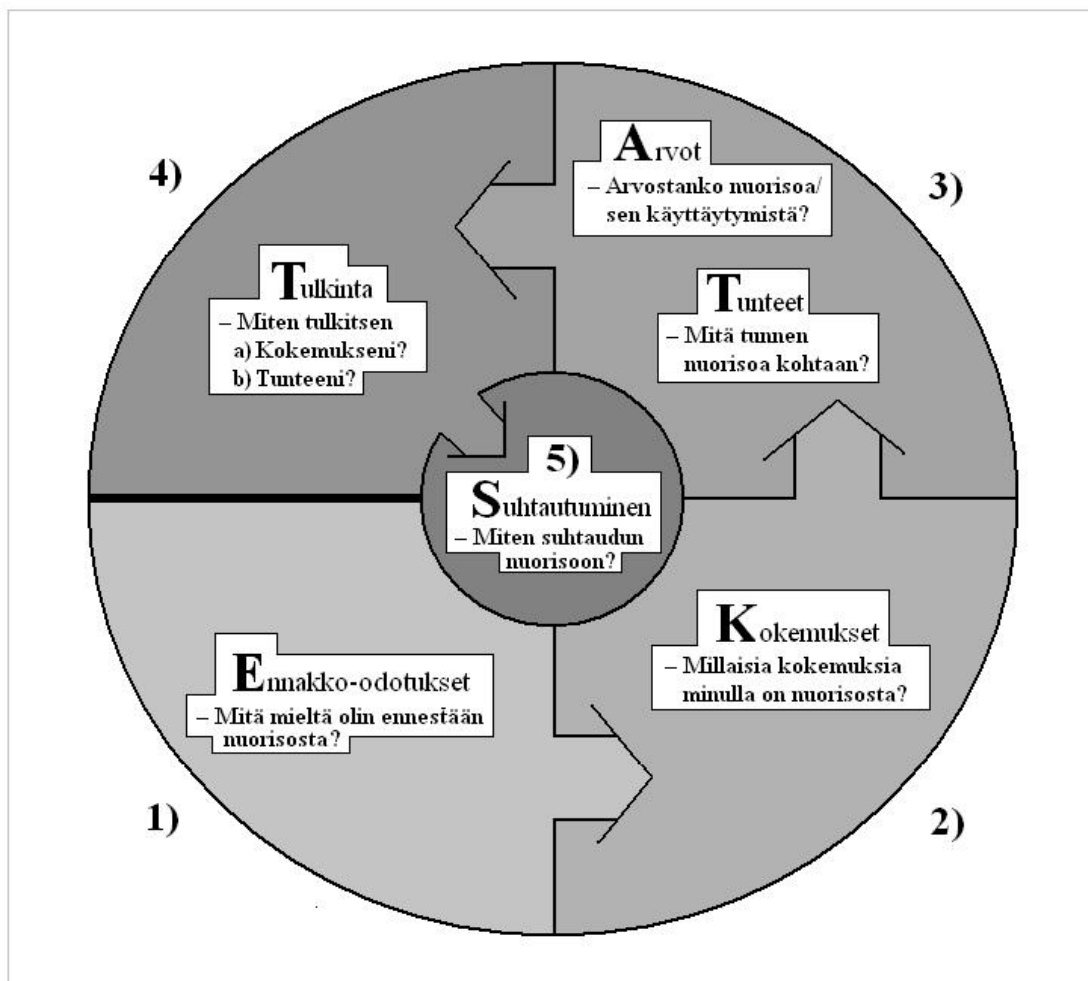 4)
3)
Arvot
– Arvostanko nuorisoa/
sen käyttäytymistä?
Tulkinta
– Miten tulkitsen
a) Kokemukseni?
b) Tunteeni?
Tunteet
– Mitä tunnen
nuorisoa kohtaan?
5)
Suhtautuminen
– Miten suhtaudun
nuorisoon?
Ennakko-odotukset
– Mitä mieltä olin ennestään
nuorisosta?
Kokemukset
– Millaisia kokemuksia
minulla on nuorisosta?
1)
2)